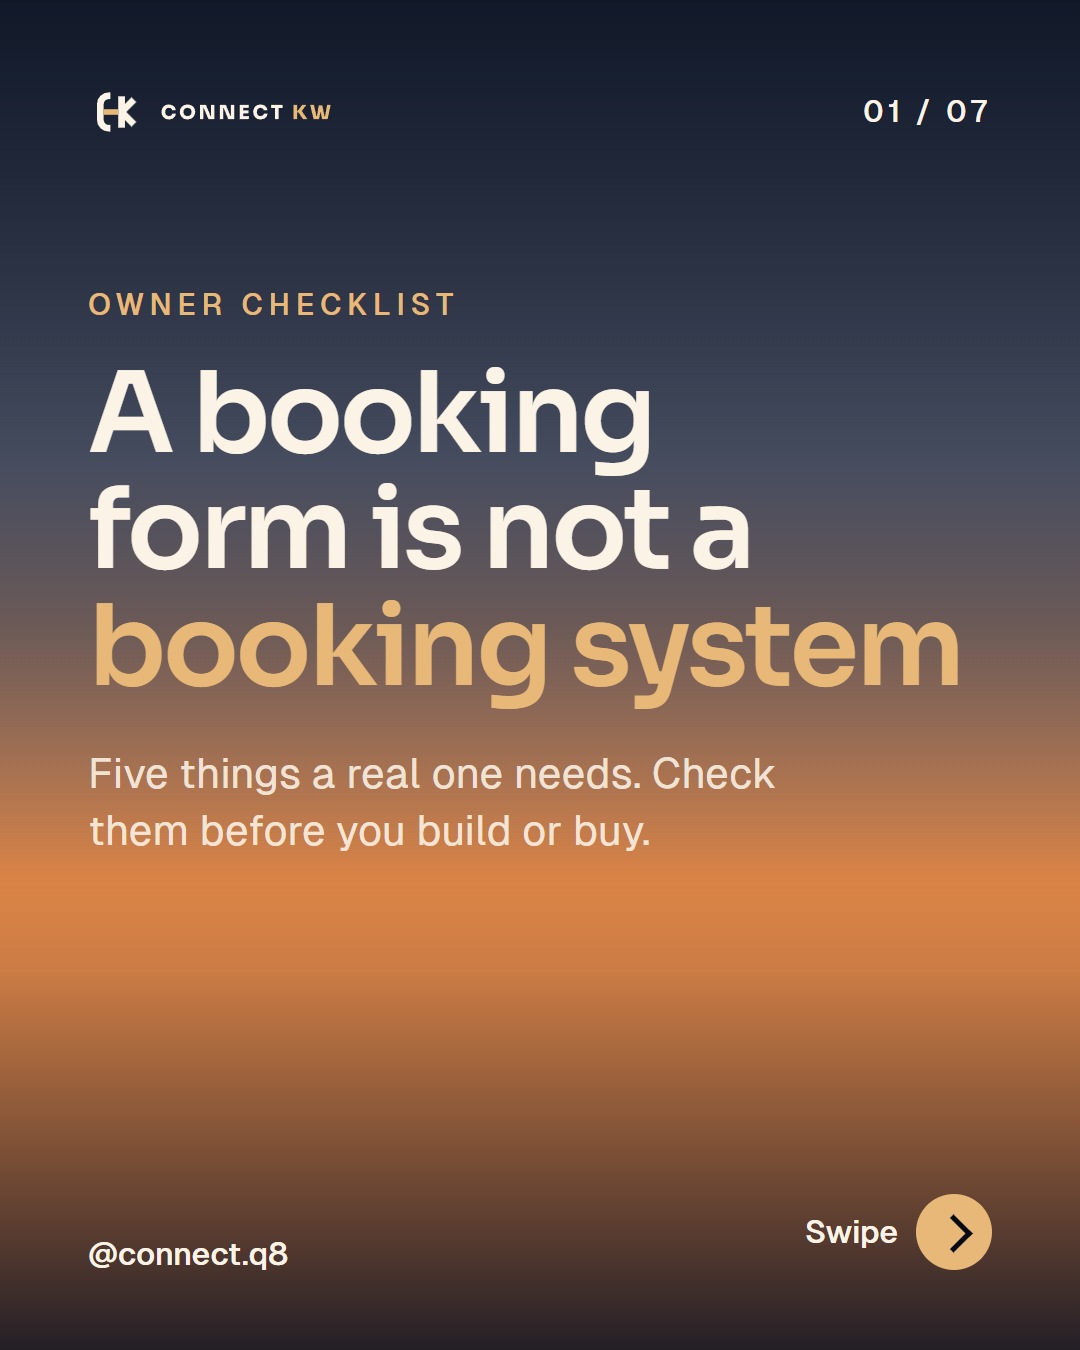 CONNECT KW
01 / 07
OWNER CHECKLIST
A booking
form is not a
booking system
Five things a real one needs. Check
them before you build or buy.
Swipe
@connect.q8